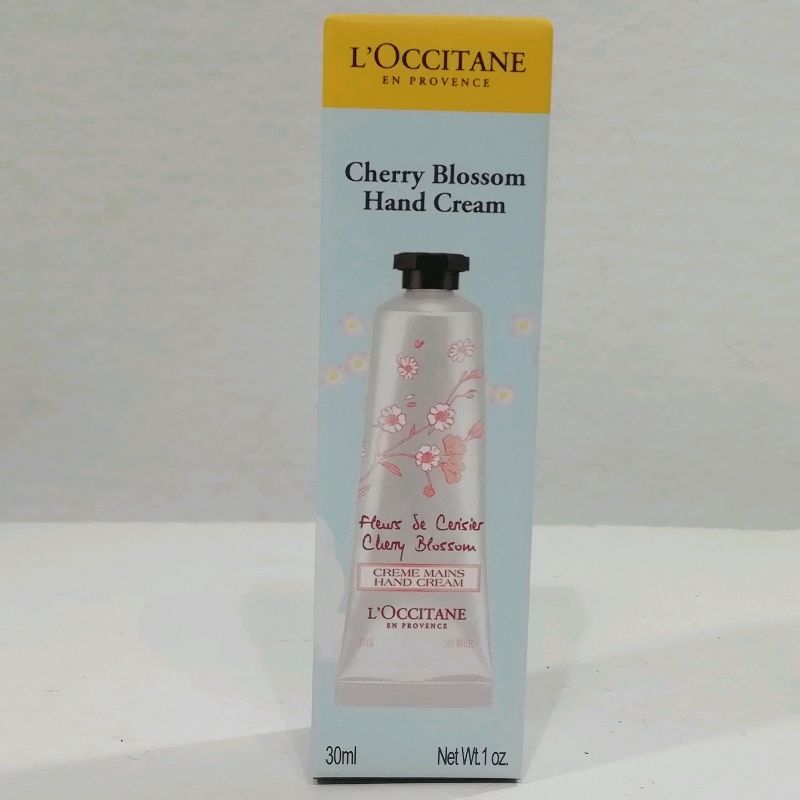 L'OCCITANE
EN PROVENCE
Cherry Blossom
Hand Cream
Fleurs de Cerisier
Cherry Blossom
CREME MAINS
HAND CREAM
L'OCCITANE
EN PROVENCE
30ml
30ml Net Wt.1 oz.